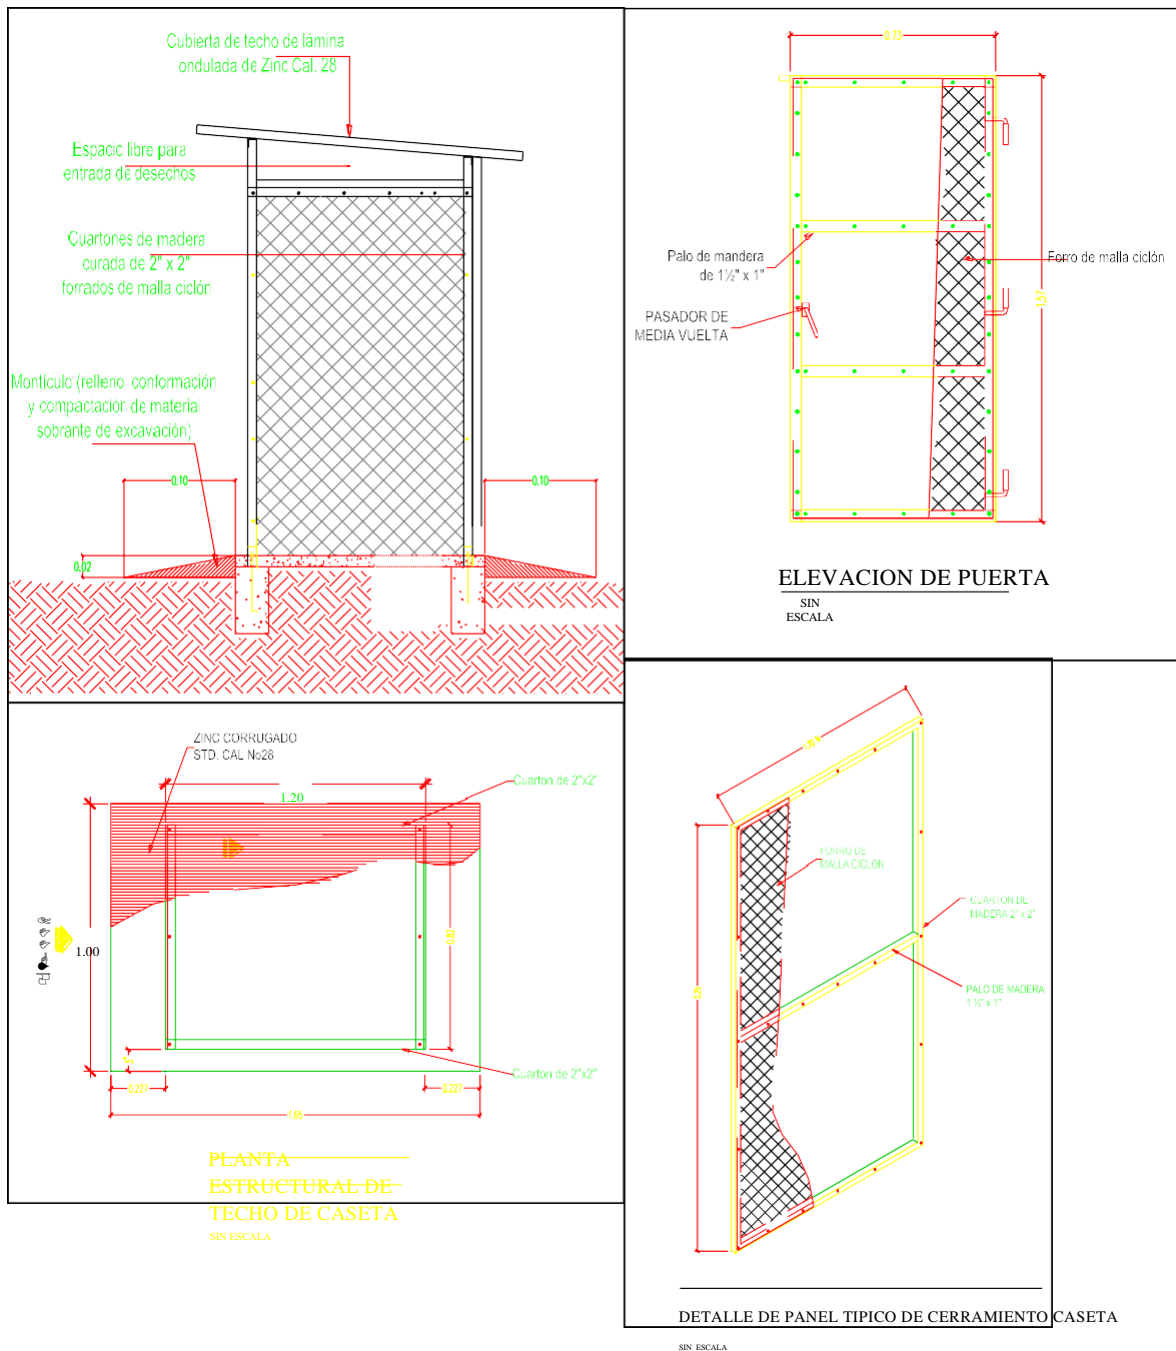 Cubierta de techo de lámina
ondulada de Zinc Cal. 28
Espacio libre para
entrada de desechos
Cuartones de madera
curada de 2" x 2"
forrados de malla ciclón
Montículo (relleno conformación
y compactación de materia
sobrante de excavación)
0.10
0.10
0.02
0.73
Palo de mandera
de 1½" x 1"
Forro de malla ciclón
PASADOR DE
MEDIA VUELTA
1.57
ELEVACION DE PUERTA
SIN
ESCALA
ZINC CORRUGADO
STD. CAL No28
1.20
Cuarton de 2"x2"
1.00
0.82
Cuarton de 2"x2"
0.227
0.227
1.65
PLANTA
ESTRUCTURAL DE
TECHO DE CASETA
SIN ESCALA
FORRO DE
MALLA CICLON
CUARTON DE
MADERA 2" x 2"
PALO DE MADERA
1 ½" x 1"
DETALLE DE PANEL TIPICO DE CERRAMIENTO CASETA
SIN ESCALA